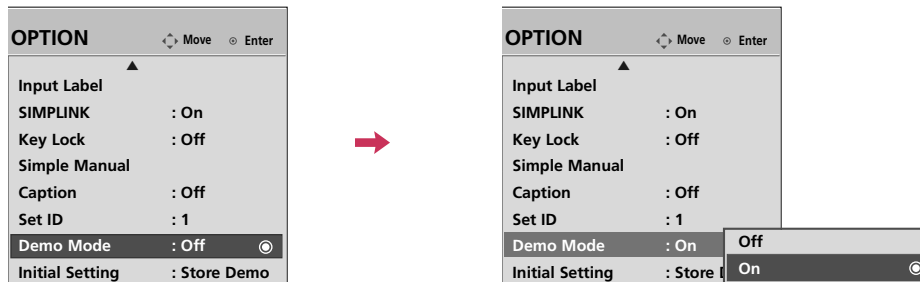 OPTION Move Enter
Input Label
SIMPLINK : On
Key Lock : Off
Simple Manual
Caption : Off
Set ID : 1
Demo Mode : Off
Initial Setting : Store Demo
OPTION Move Enter
Input Label
SIMPLINK : On
Key Lock : Off
Simple Manual
Caption : Off
Set ID : 1
Demo Mode : On
Initial Setting : Store
Off
On